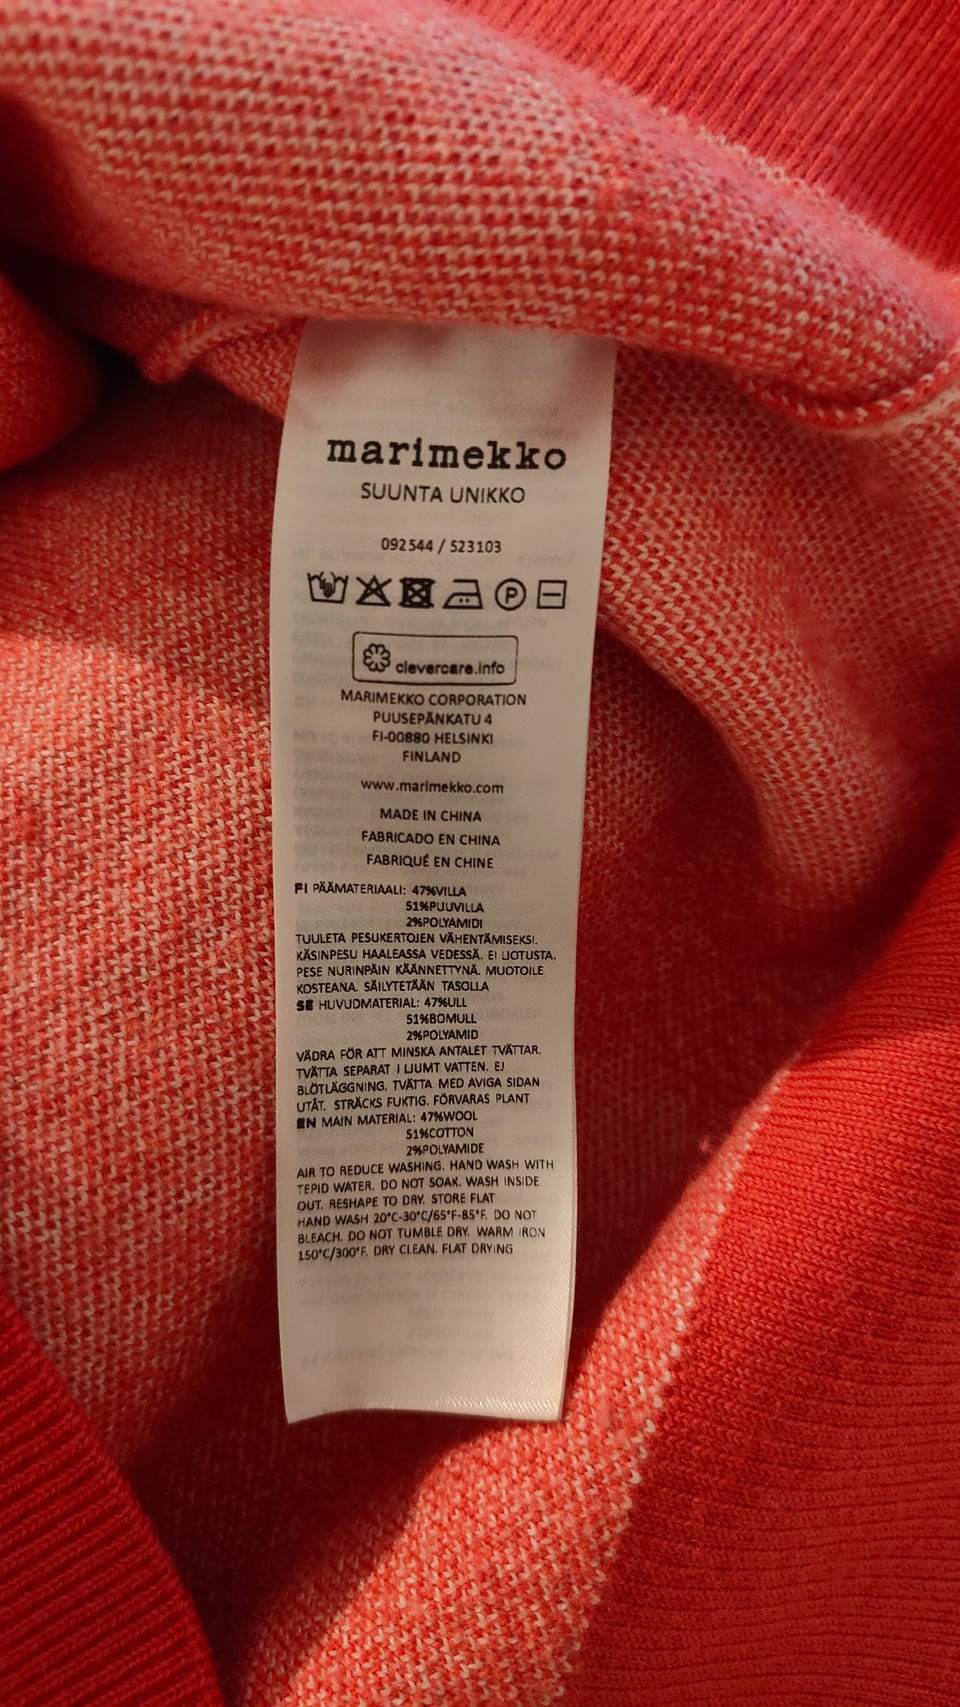 marimekko
SUUNTA UNIKKO
092544 / 523103
P
clevercare.info
MARIMEKKO CORPORATION
PUUSEPÄNKATU 4
FI-00880 HELSINKI
FINLAND
www.marimekko.com
MADE IN CHINA
FABRICADO EN CHINA
FABRIQUÉ EN CHINE
FI PÄÄMATERIAALI: 47%VILLA
51%PUUVILLA
2%POLYAMIDI
TUULETA PESUKERTOJEN VÄHENTÄMISEKSI.
KÄSINPESU HAALEASSA VEDESSÄ. EI LIOTUSTA.
PESE NURINPÄIN KÄÄNNETTYNÄ. MUOTOILE
KOSTEANA. SÄILYTETÄÄN TASOLLA
SE HUVUDMATERIAL: 47%ULL
51%BOMULL
2%POLYAMID
VÄDRA FÖR ATT MINSKA ANTALET TVÄTTAR.
TVÄTTA SEPARAT I LJUMT VATTEN. EJ
BLÖTLÄGGNING. TVÄTTA MED AVIGA SIDAN
UTÅT. STRÄCKS FUKTIG. FÖRVARAS PLANT
EN MAIN MATERIAL: 47%WOOL
51%COTTON
2%POLYAMIDE
AIR TO REDUCE WASHING. HAND WASH WITH
TEPID WATER. DO NOT SOAK. WASH INSIDE
OUT. RESHAPE TO DRY. STORE FLAT
HAND WASH 20°C-30°C/65°F-85°F. DO NOT
BLEACH. DO NOT TUMBLE DRY. WARM IRON
150°C/300°F. DRY CLEAN. FLAT DRYING